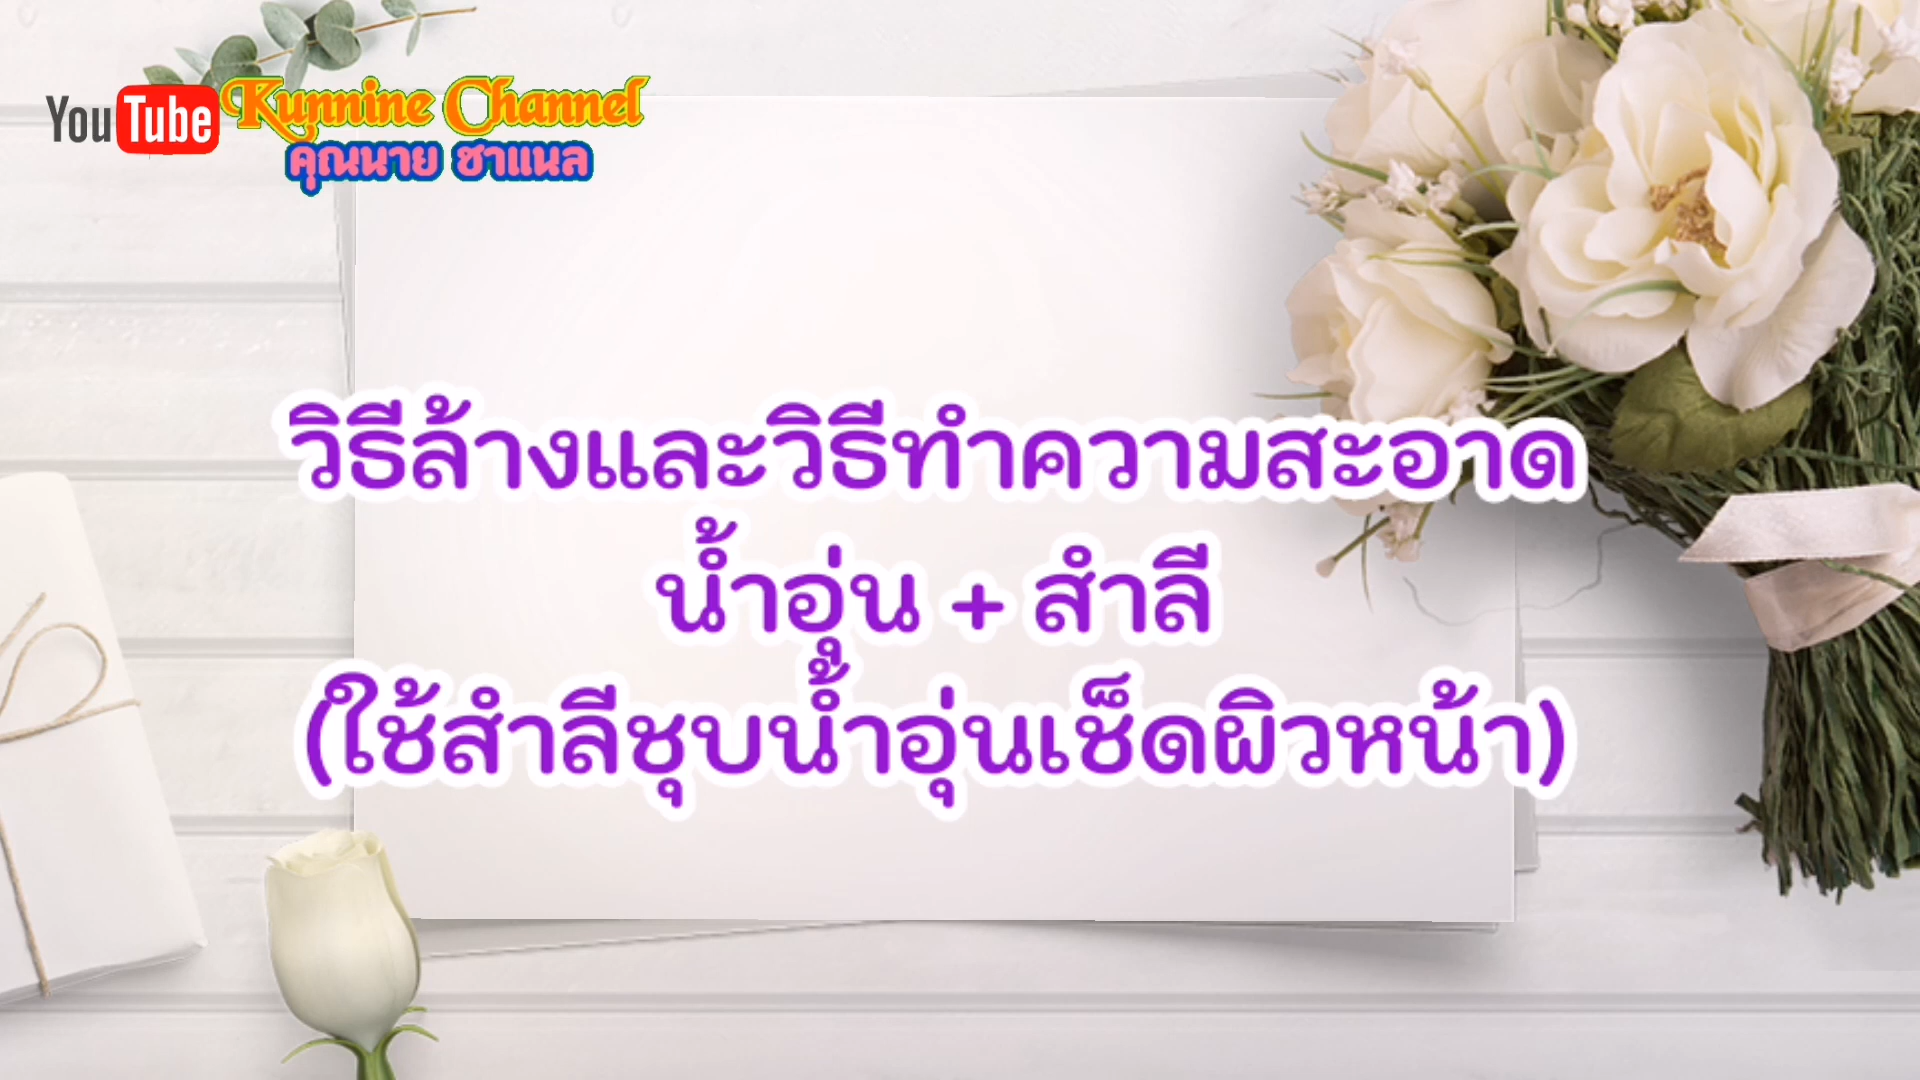 YouTube Kunnine Channel
คุณนาย ชาแนล
วิธีล้างและวิธีทำความสะอาด
น้ำอุ่น + สำลี
(ใช้สำลีชุบน้ำอุ่นเช็ดผิวหน้า)